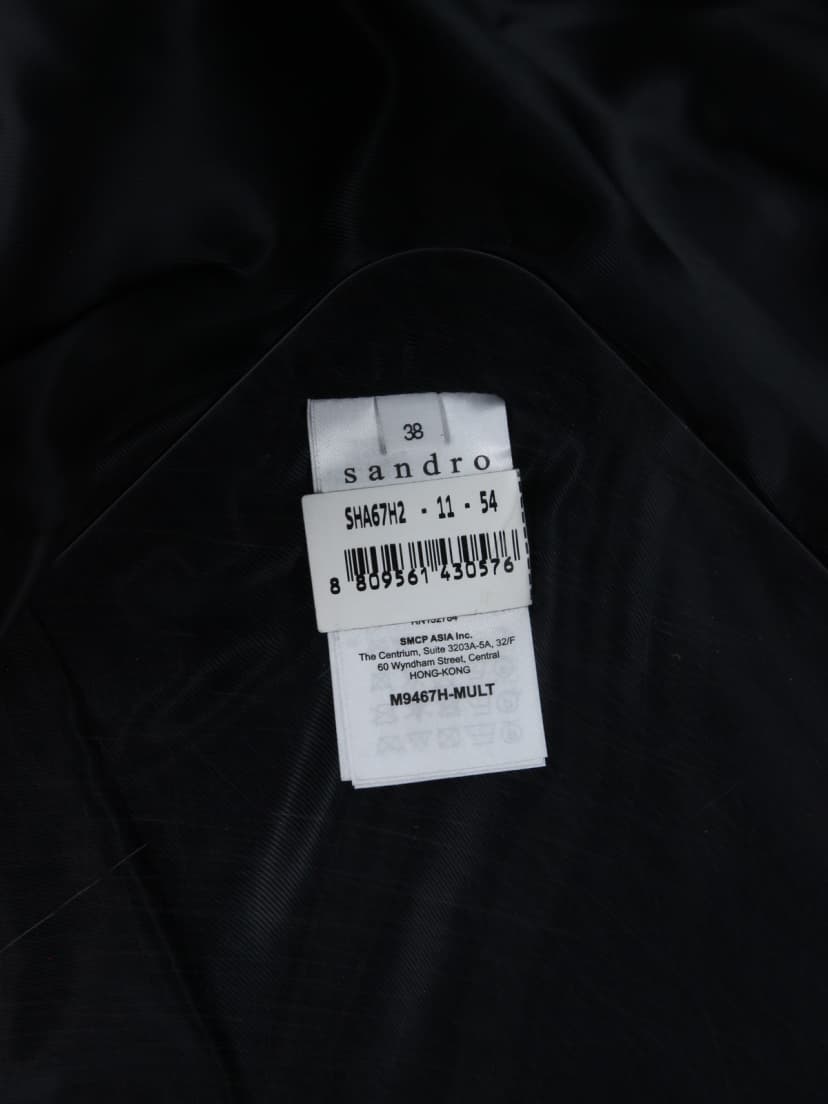 38
sandro
SHA67H2 - 11 - 54
8 809561 430576
SMCP ASIA Inc.
The Centrium, Suite 3203A-5A, 32/F
60 Wyndham Street, Central
HONG-KONG
M9467H-MULT